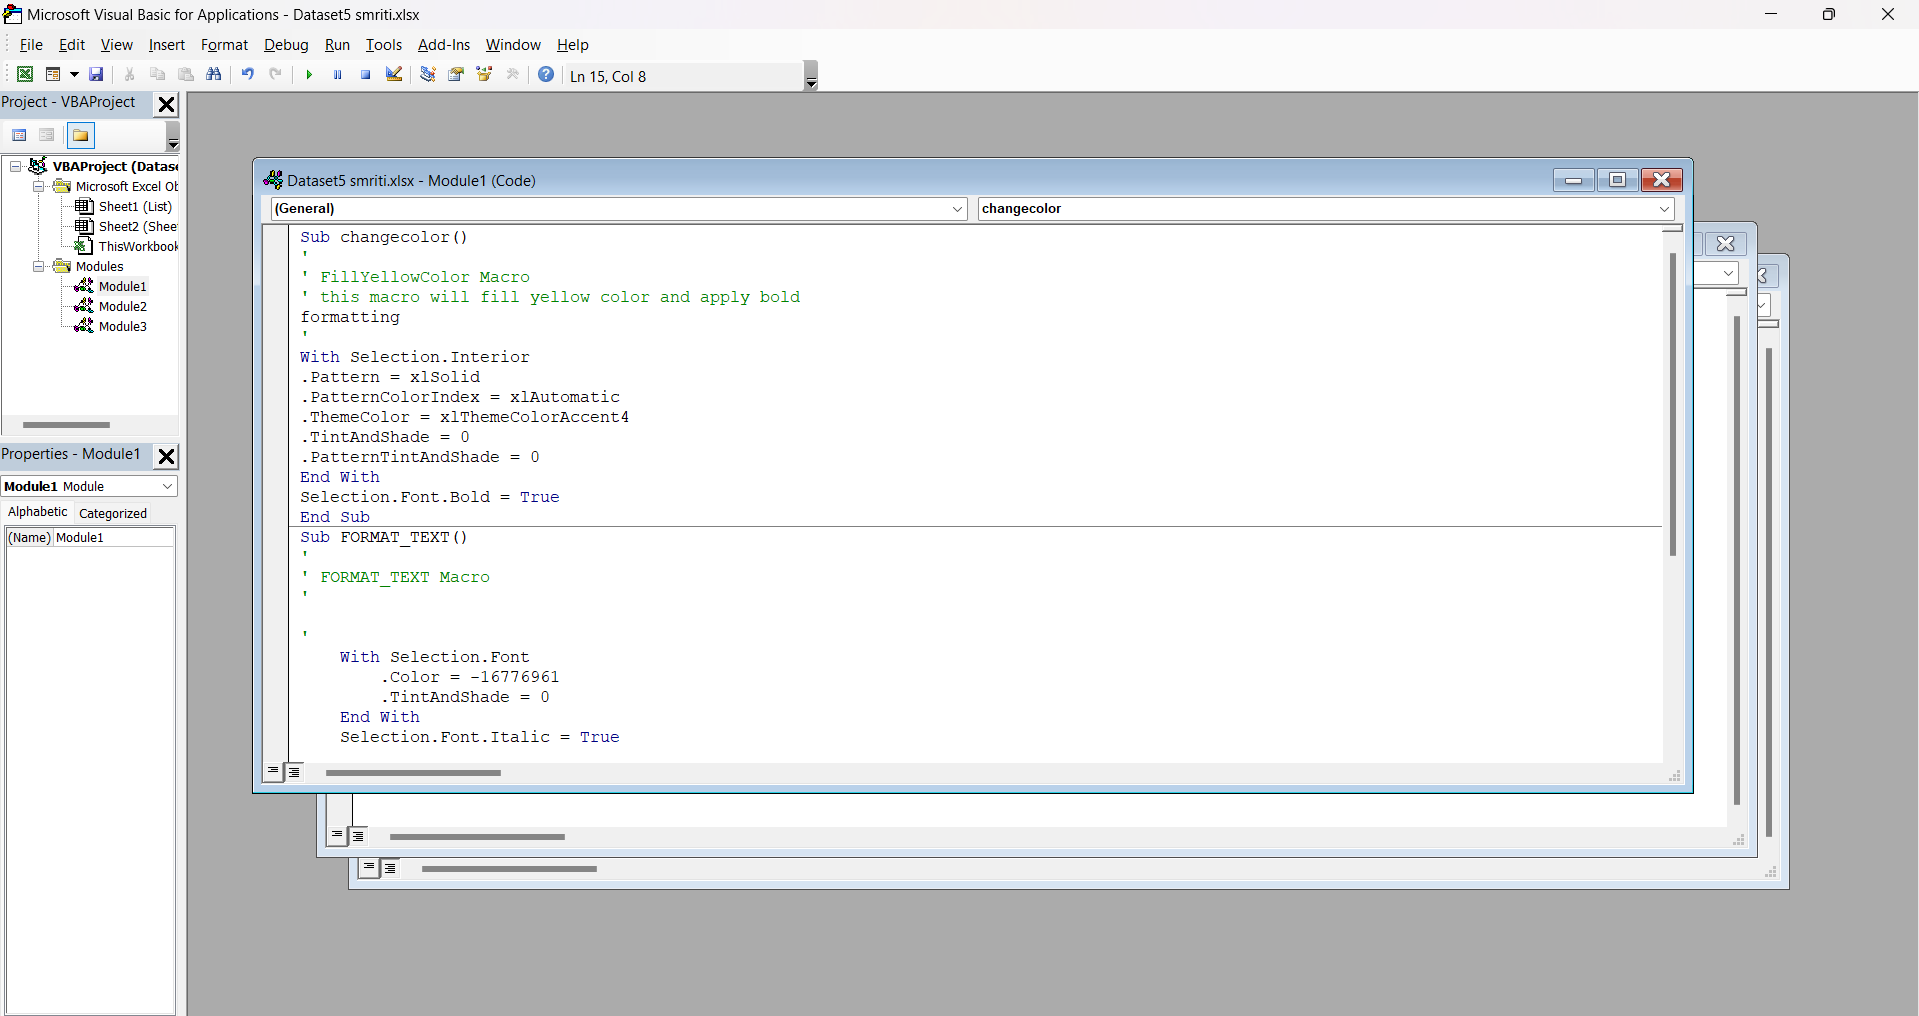 Microsoft Visual Basic for Applications - Dataset5 smriti.xlsx
File Edit View Insert Format Debug Run Tools Add-Ins Window Help
Ln 15, Col 8
Project - VBAProject
VBAProject (Datas
Microsoft Excel Ob
Sheet1 (List)
Sheet2 (Shee
ThisWorkbook
Modules
Module1
Module2
Module3
Properties - Module1
Module1 Module
Alphabetic Categorized
(Name) Module1
Dataset5 smriti.xlsx - Module1 (Code)
(General) changecolor
Sub changecolor()
'
' FillYellowColor Macro
' this macro will fill yellow color and apply bold
formatting
'
With Selection.Interior
.Pattern = xlSolid
.PatternColorIndex = xlAutomatic
.ThemeColor = xlThemeColorAccent4
.TintAndShade = 0
.PatternTintAndShade = 0
End With
Selection.Font.Bold = True
End Sub
Sub FORMAT_TEXT()
'
' FORMAT_TEXT Macro
'
'
With Selection.Font
.Color = -16776961
.TintAndShade = 0
End With
Selection.Font.Italic = True